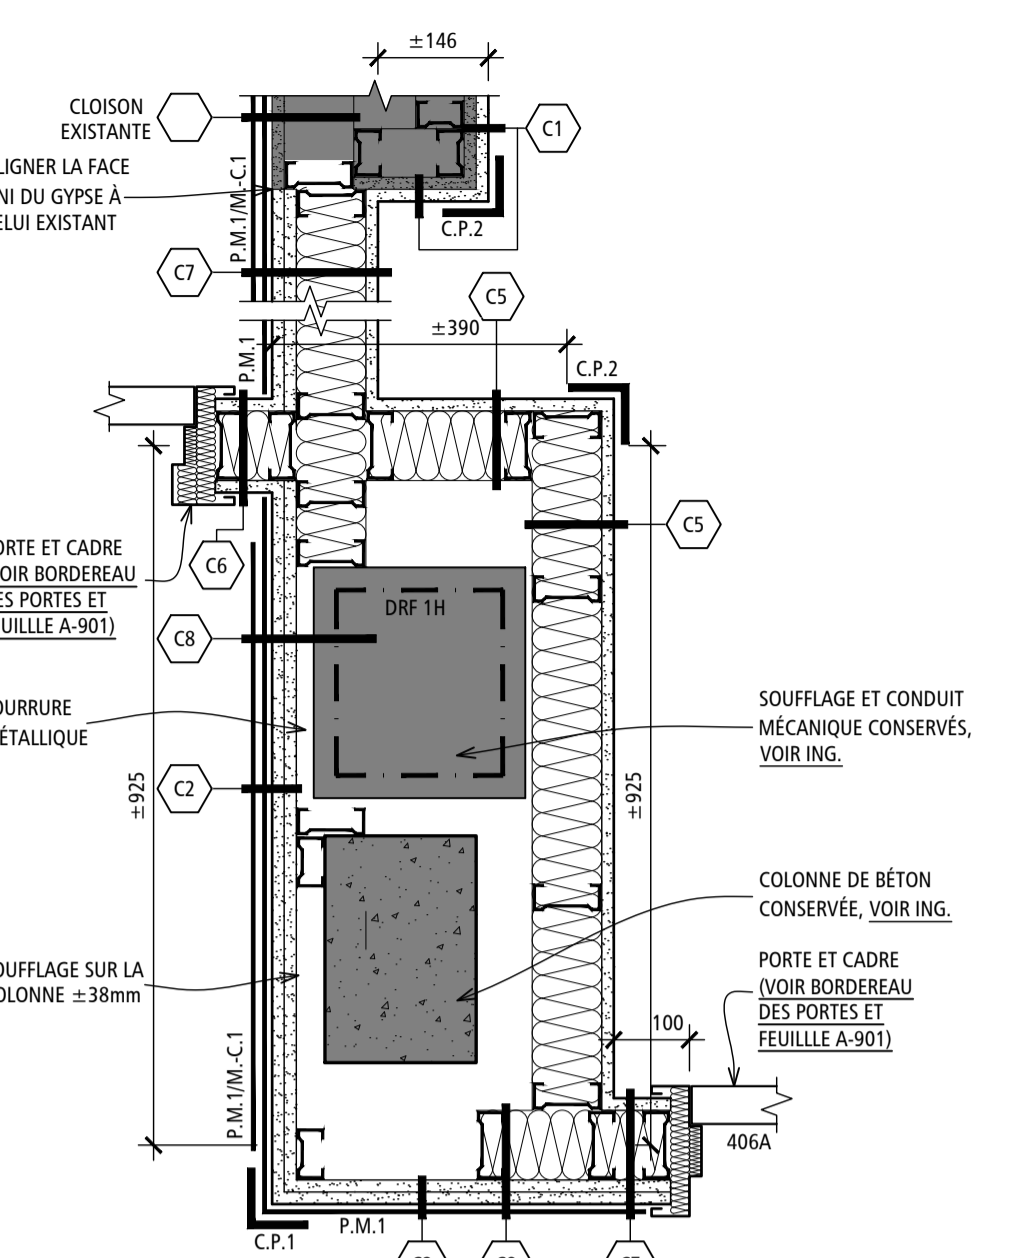 ±146
CLOISON
EXISTANTE
C1
LIGNER LA FACE
NI DU GYPSE À
ELUI EXISTANT
P.M.1/M.-C.1
C.P.2
C7
C5
±390
P.M.1
C.P.2
C5
ORTE ET CADRE
OIR BORDEREAU
ES PORTES ET
EUILLLE A-901)
C6
DRF 1H
C8
OURRURE
ÉTALLIQUE
SOUFFLAGE ET CONDUIT
MÉCANIQUE CONSERVÉS,
VOIR ING.
±925
C2
±925
COLONNE DE BÉTON
CONSERVÉE, VOIR ING.
OUFFLAGE SUR LA
OLONNE ±38mm
PORTE ET CADRE
(VOIR BORDEREAU
DES PORTES ET
FEUILLLE A-901)
100
P.M.1/M.-C.1
406A
P.M.1
C.P.1